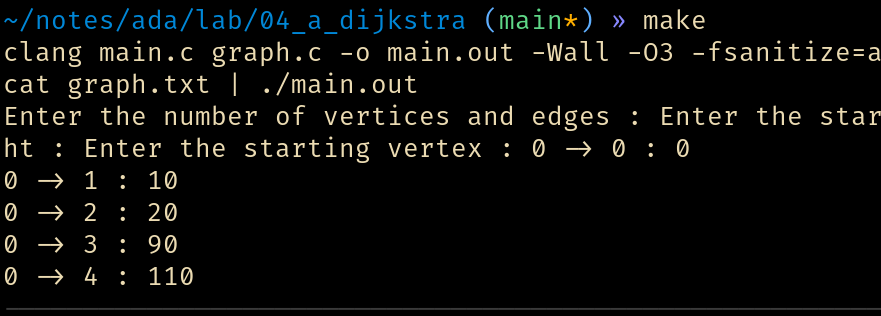 ~/notes/ada/lab/04_a_dijkstra (main*) » make
clang main.c graph.c -o main.out -Wall -O3 -fsanitize=a
cat graph.txt | ./main.out
Enter the number of vertices and edges : Enter the star
ht : Enter the starting vertex : 0 -> 0 : 0
0 -> 1 : 10
0 -> 2 : 20
0 -> 3 : 90
0 -> 4 : 110